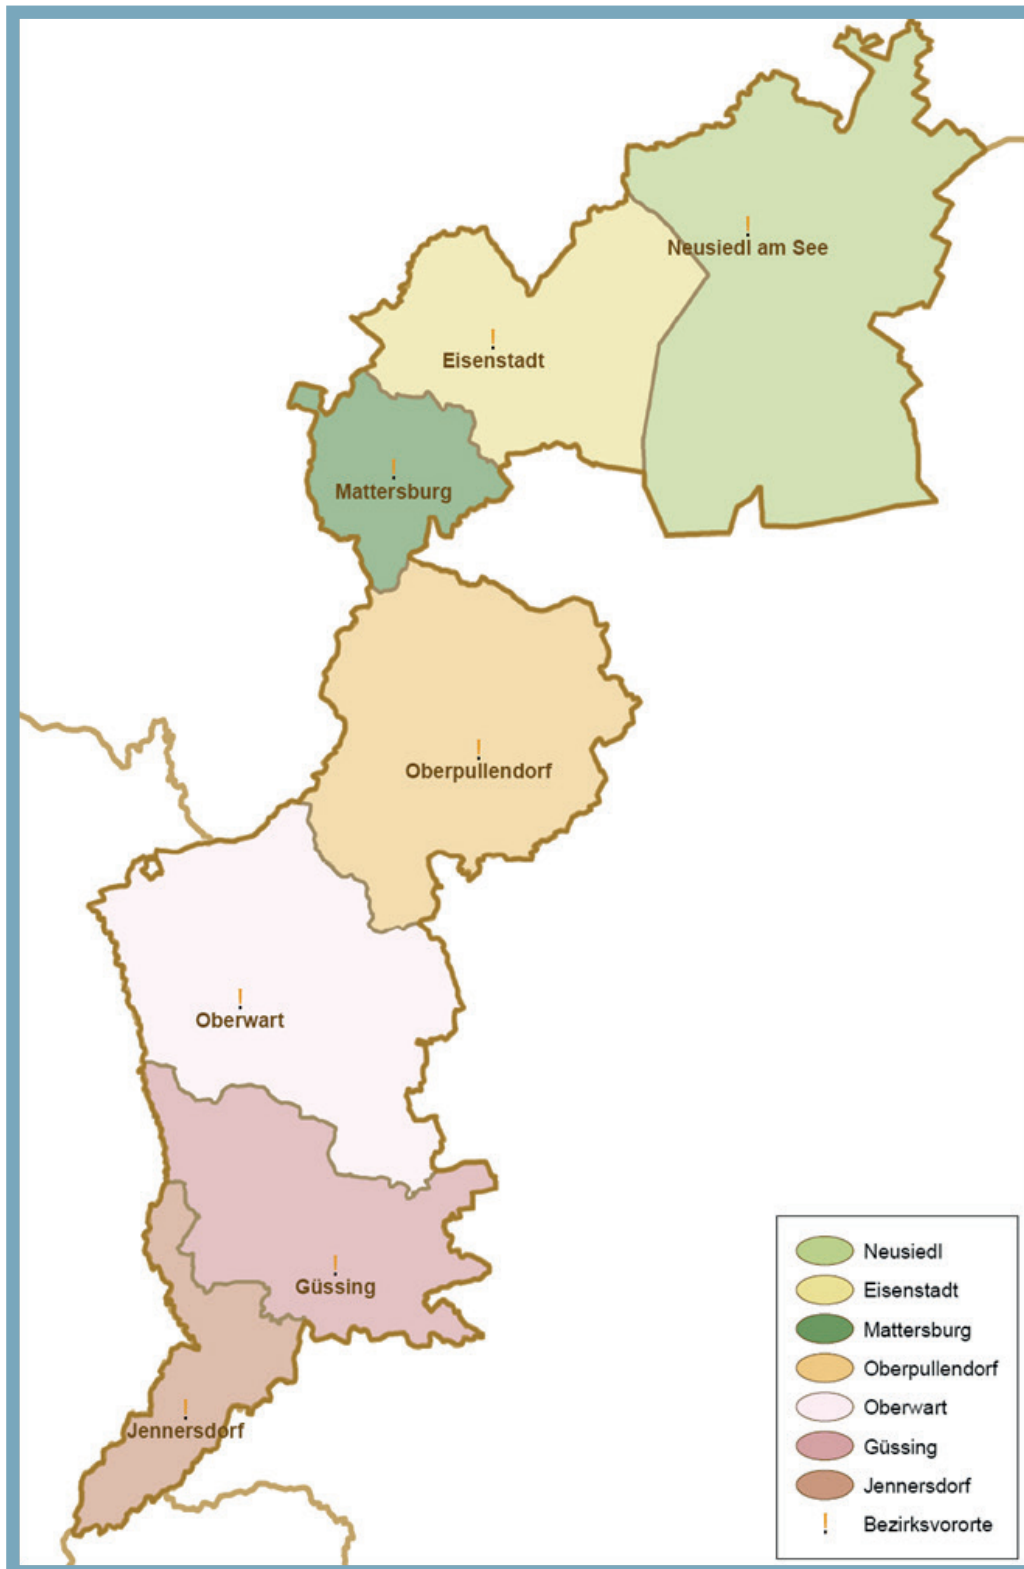 Neusiedl am See
Eisenstadt
Mattersburg
Oberpullendorf
Oberwart
Güssing
Jennersdorf
Neusiedl
Eisenstadt
Mattersburg
Oberpullendorf
Oberwart
Güssing
Jennersdorf
Bezirksvororte